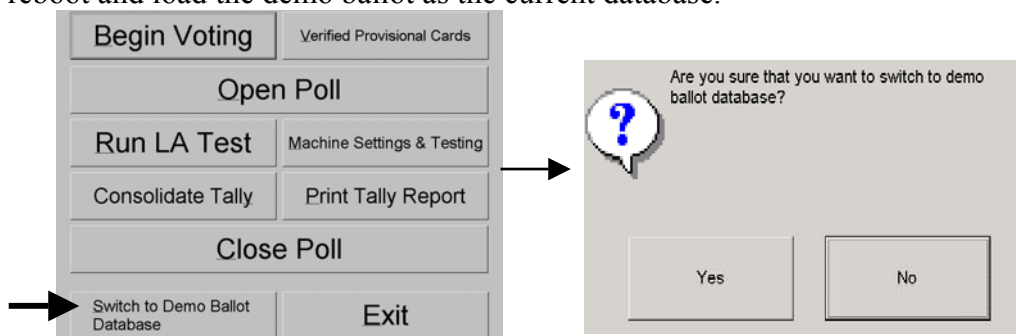 reboot and load the demo ballot as the current database.
Begin Voting
Verified Provisional Cards
Open Poll
Run LA Test
Machine Settings & Testing
Consolidate Tally
Print Tally Report
Close Poll
Switch to Demo Ballot
Database
Exit
Are you sure that you want to switch to demo
ballot database?
?
Yes
No